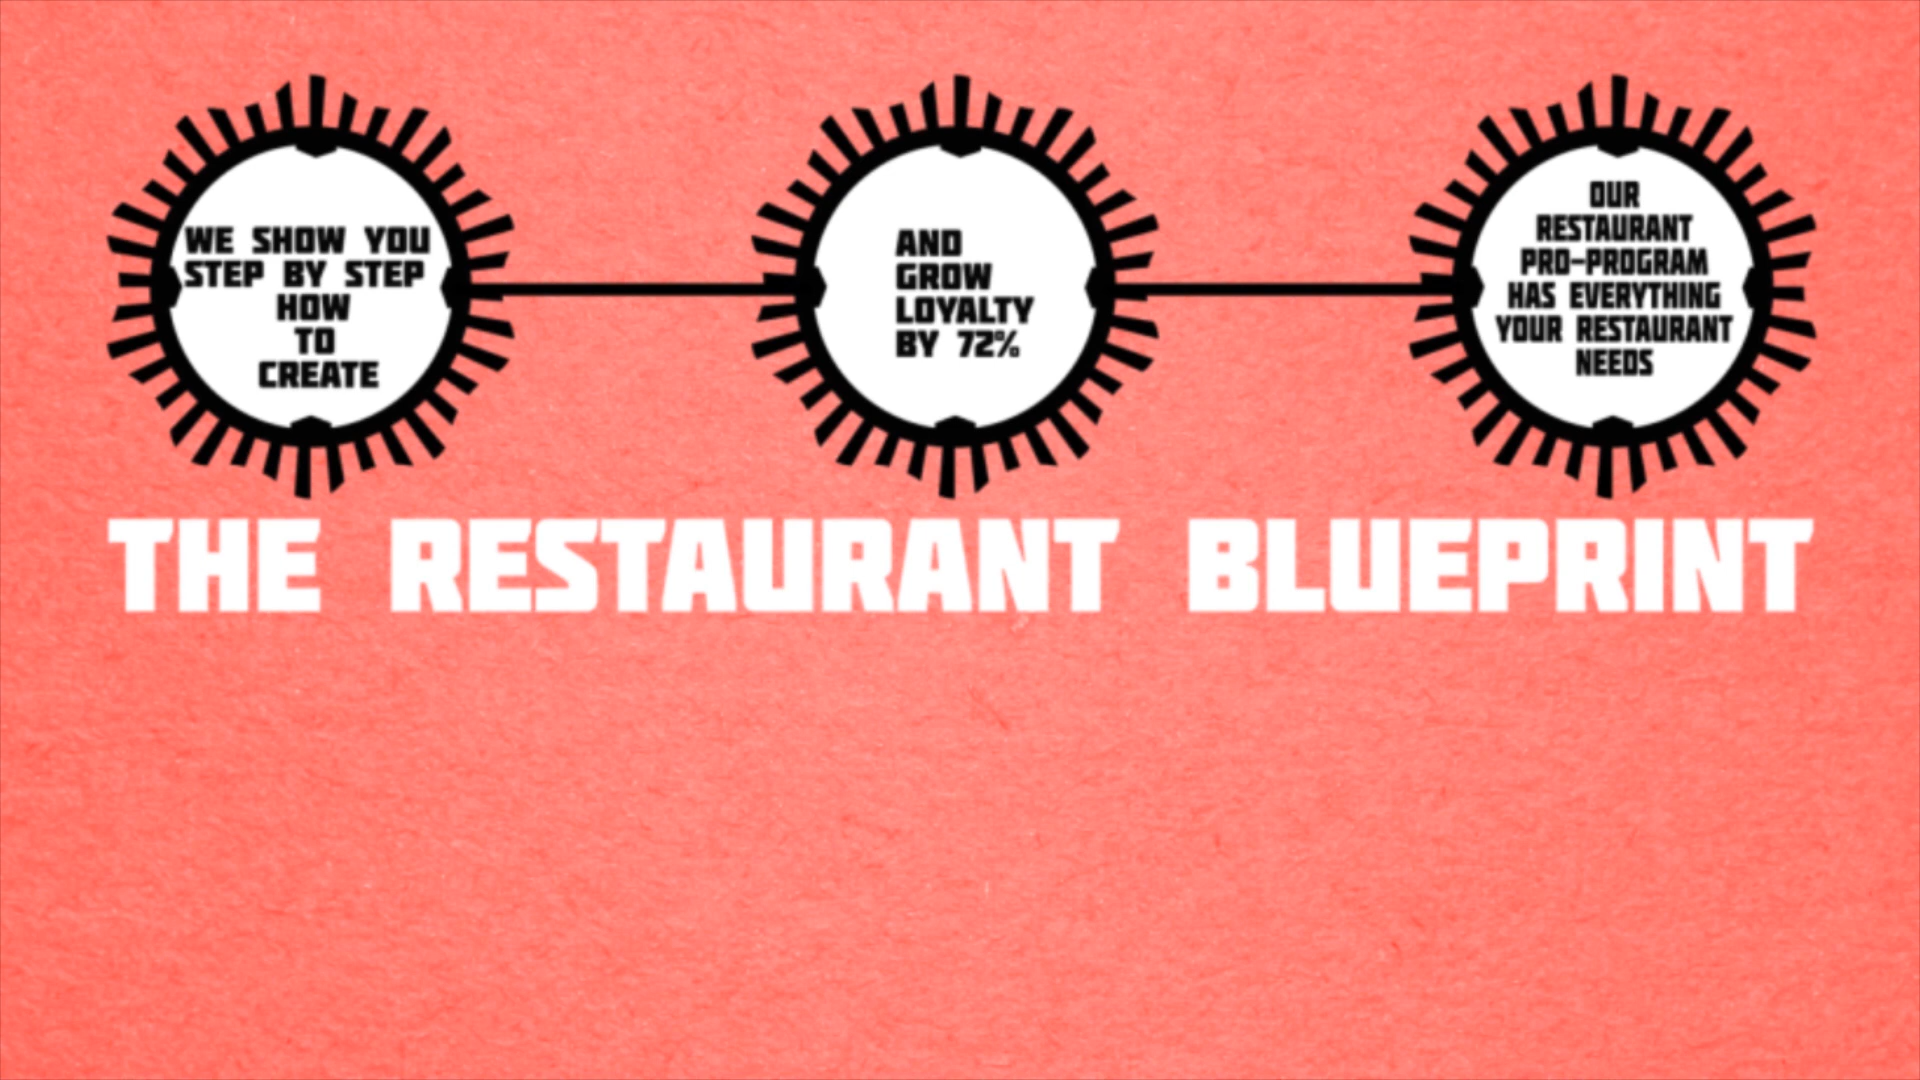 WE SHOW YOU
STEP BY STEP
HOW
TO
CREATE
AND
GROW
LOYALTY
BY 72%
OUR
RESTAURANT
PRO-PROGRAM
HAS EVERYTHING
YOUR RESTAURANT
NEEDS
THE RESTAURANT BLUEPRINT